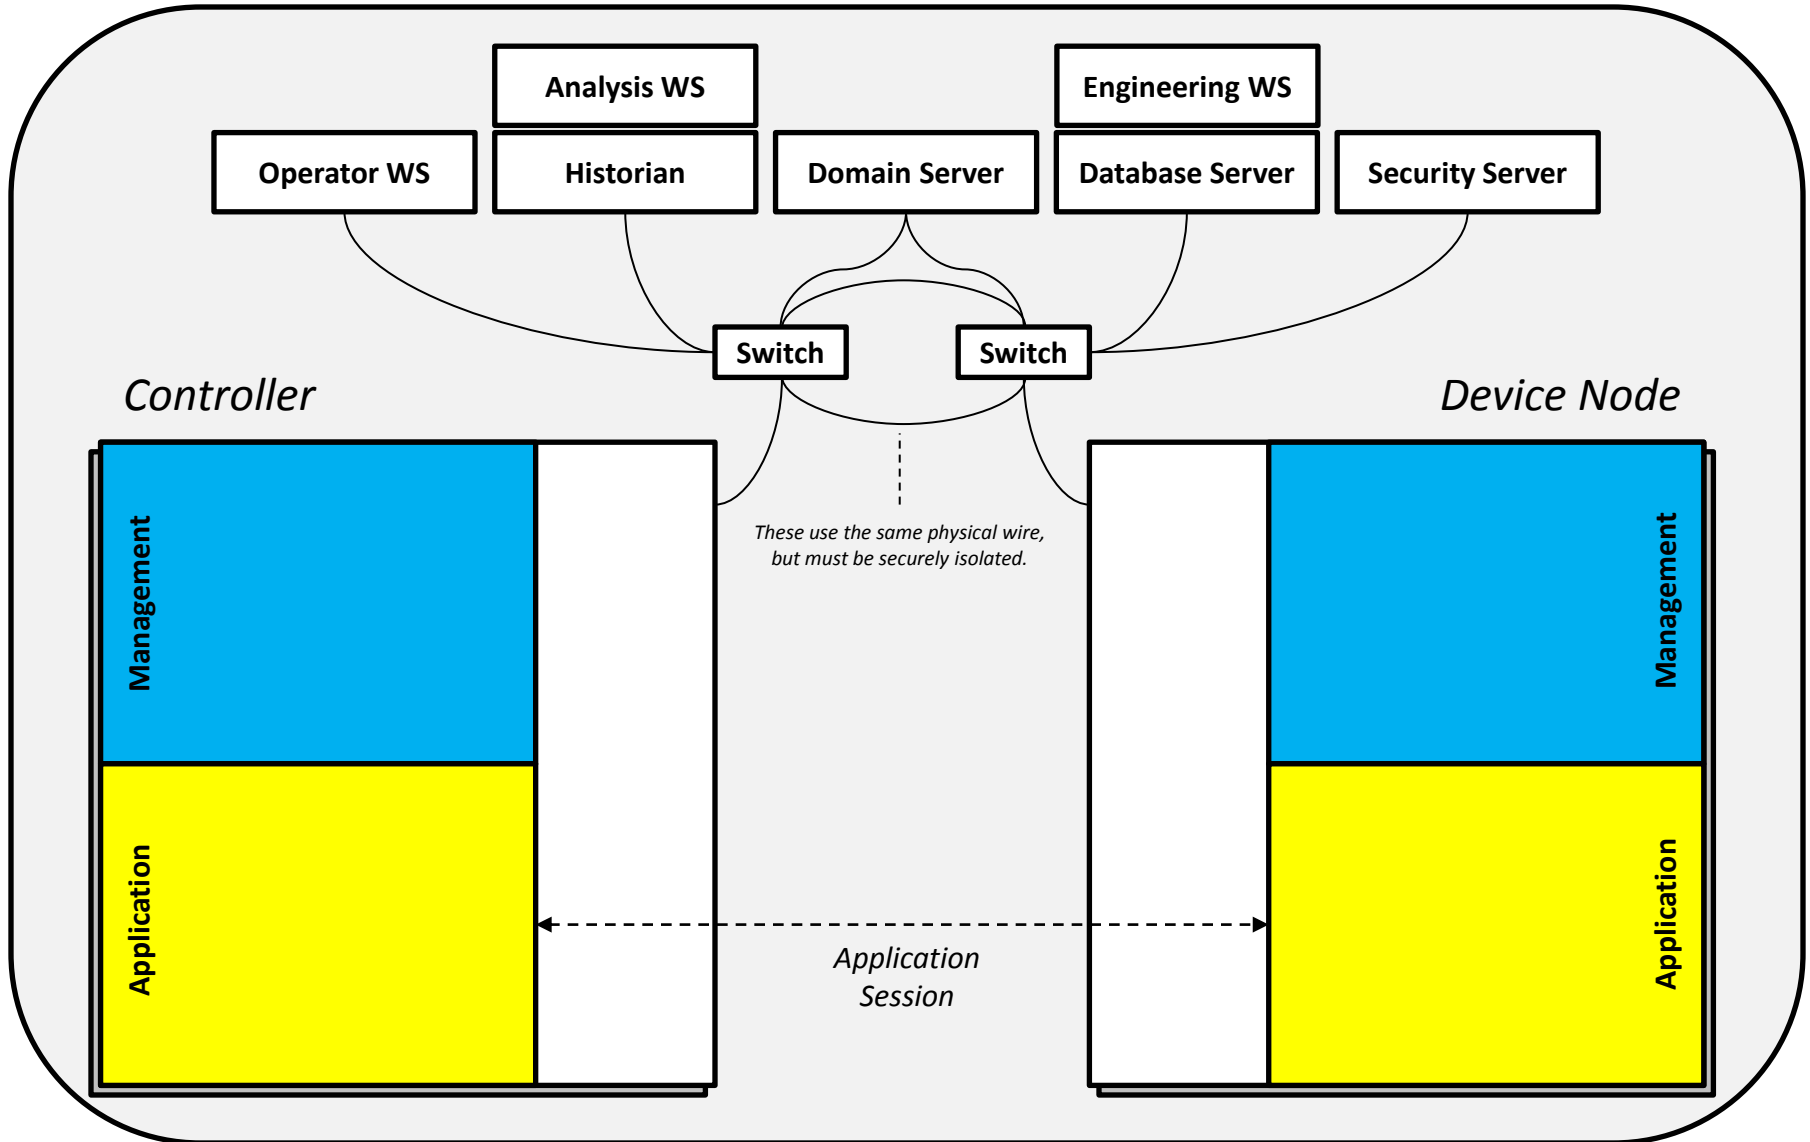 Analysis WS
Engineering WS
Operator WS
Historian
Domain Server
Database Server
Security Server
Switch
Switch
Controller
Device Node
These use the same physical wire,
but must be securely isolated.
Management
Management
Application
Application
Application
Session